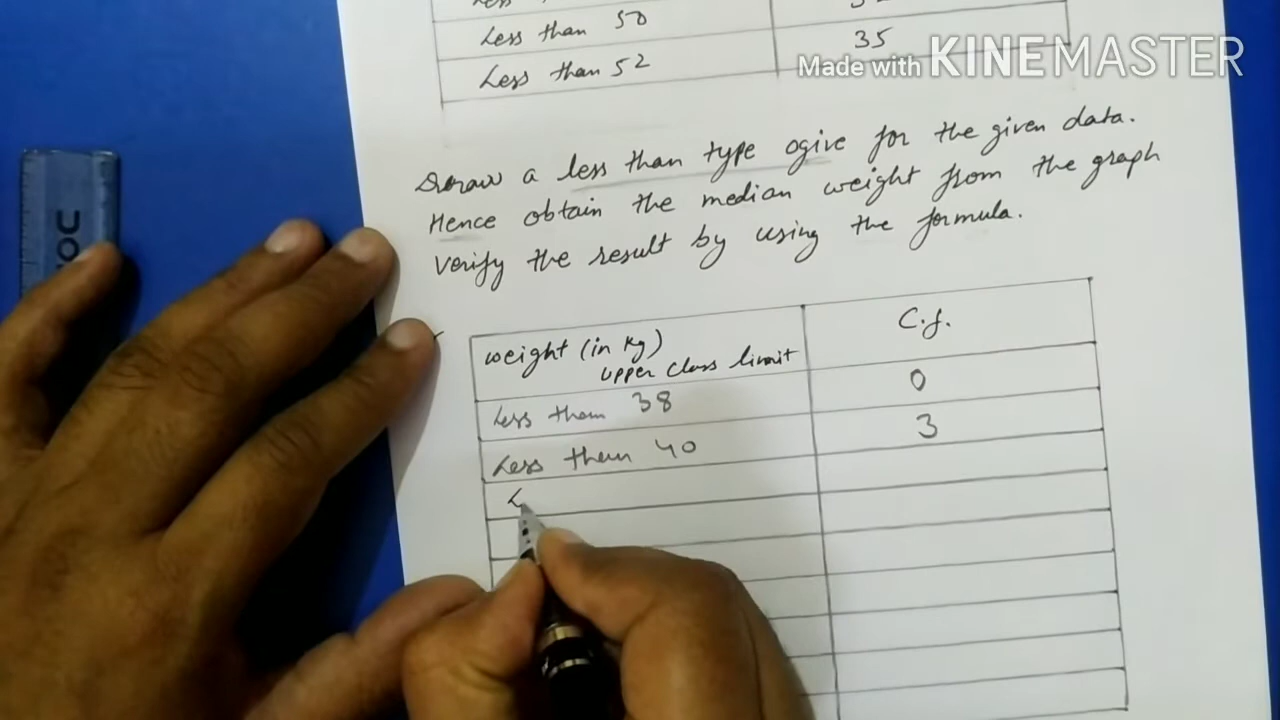 Less than 50
35
Less than 52
Made with KINEMASTER
Draw a less than type ogive for the given data.
Hence obtain the median weight from the graph
Verify the result by using the formula.
weight (in kg)
upper class limit
C.f.
Less than 38
0
Less than 40
3
L